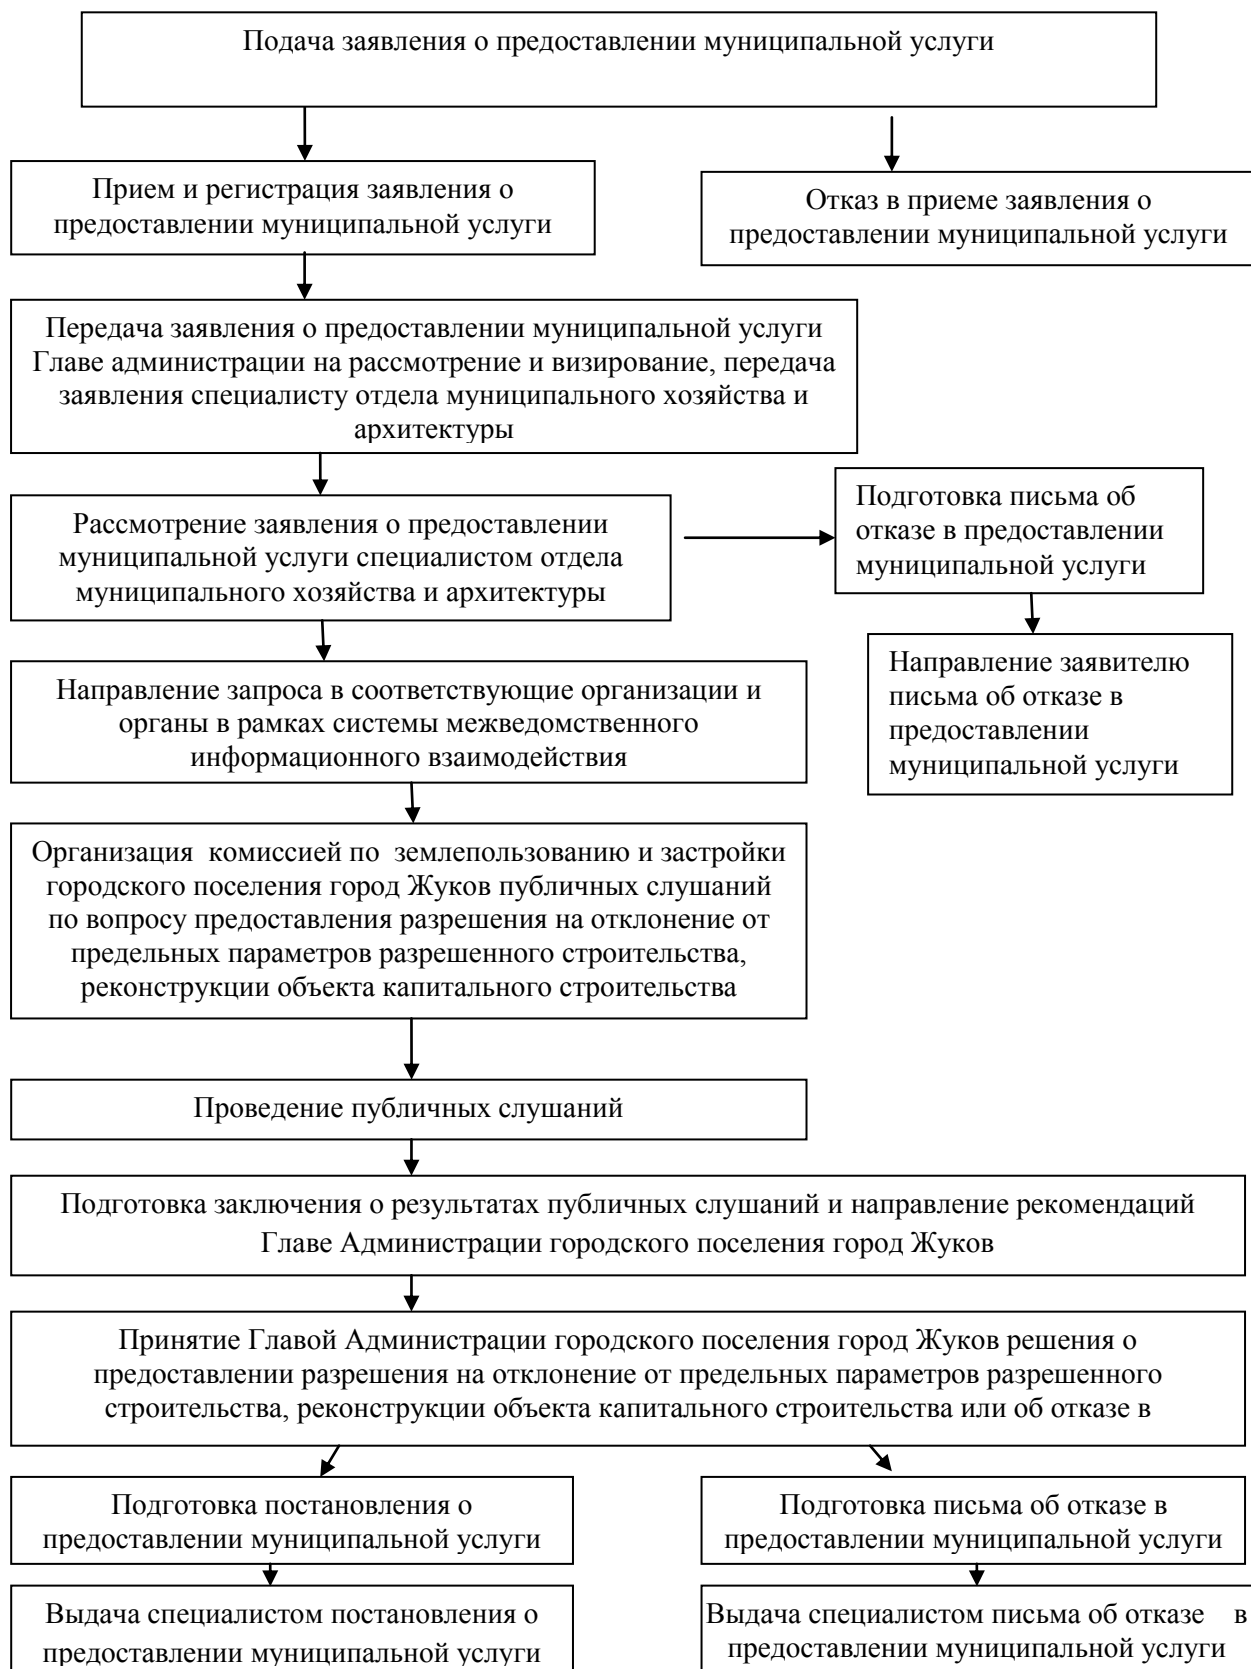 Подача заявления о предоставлении муниципальной услуги
Прием и регистрация заявления о
предоставлении муниципальной услуги
Отказ в приеме заявления о
предоставлении муниципальной услуги
Передача заявления о предоставлении муниципальной услуги
Главе администрации на рассмотрение и визирование, передача
заявления специалисту отдела муниципального хозяйства и
архитектуры
Рассмотрение заявления о предоставлении
муниципальной услуги специалистом отдела
муниципального хозяйства и архитектуры
Подготовка письма об
отказе в предоставлении
муниципальной услуги
Направление заявителю
письма об отказе в
предоставлении
муниципальной услуги
Направление запроса в соответствующие организации и
органы в рамках системы межведомственного
информационного взаимодействия
Организация комиссией по землепользованию и застройки
городского поселения город Жуков публичных слушаний
по вопросу предоставления разрешения на отклонение от
предельных параметров разрешенного строительства,
реконструкции объекта капитального строительства
Проведение публичных слушаний
Подготовка заключения о результатах публичных слушаний и направление рекомендаций
Главе Администрации городского поселения город Жуков
Принятие Главой Администрации городского поселения город Жуков решения о
предоставлении разрешения на отклонение от предельных параметров разрешенного
строительства, реконструкции объекта капитального строительства или об отказе в
Подготовка постановления о
предоставлении муниципальной услуги
Подготовка письма об отказе в
предоставлении муниципальной услуги
Выдача специалистом постановления о
предоставлении муниципальной услуги
Выдача специалистом письма об отказе в
предоставлении муниципальной услуги